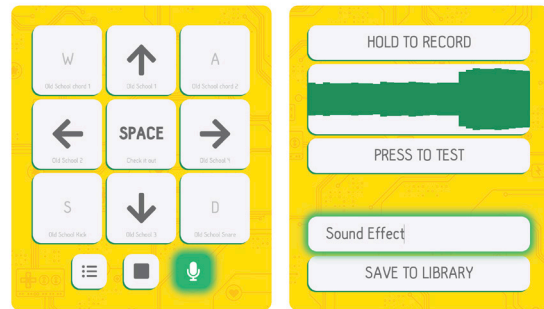 W
A
Old School chord 1
Old School 1
Old School chord 2
SPACE
Old School 2
Check it out
Old School 4
S
D
Old School Kick
Old School 3
Old School Snare
HOLD TO RECORD
PRESS TO TEST
Sound Effect
SAVE TO LIBRARY